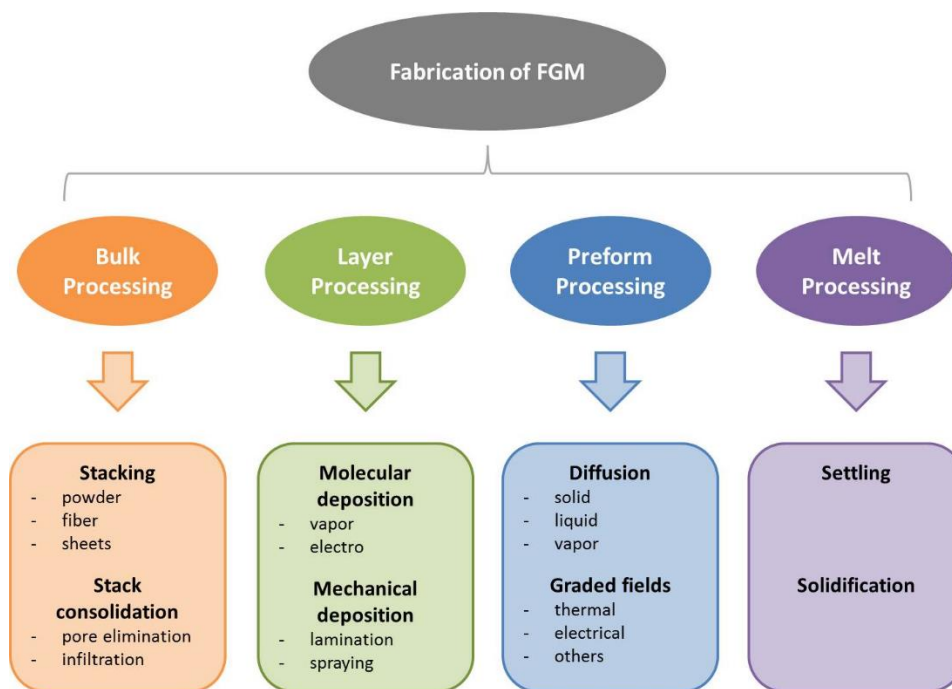 Fabrication of FGM
Bulk
Processing
Layer
Processing
Preform
Processing
Melt
Processing
Stacking
- powder
- fiber
- sheets
Stack
consolidation
- pore elimination
- infiltration
Molecular
deposition
- vapor
- electro
Mechanical
deposition
- lamination
- spraying
Diffusion
- solid
- liquid
- vapor
Graded fields
- thermal
- electrical
- others
Settling
Solidification